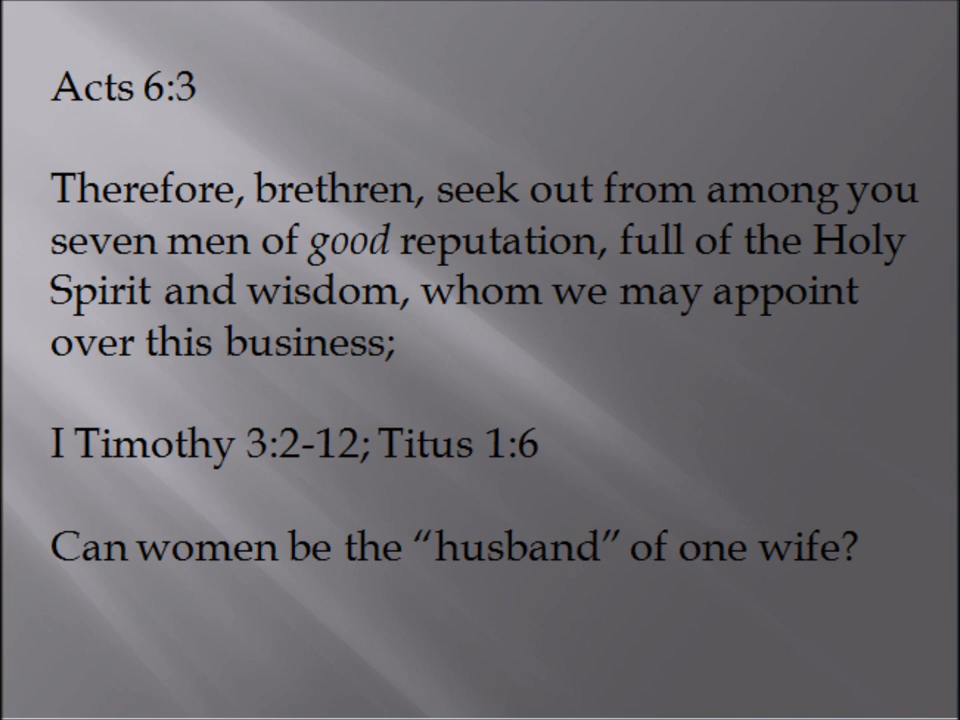 Acts 6:3
Therefore, brethren, seek out from among you
seven men of good reputation, full of the Holy
Spirit and wisdom, whom we may appoint
over this business;
I Timothy 3:2-12; Titus 1:6
Can women be the “husband” of one wife?